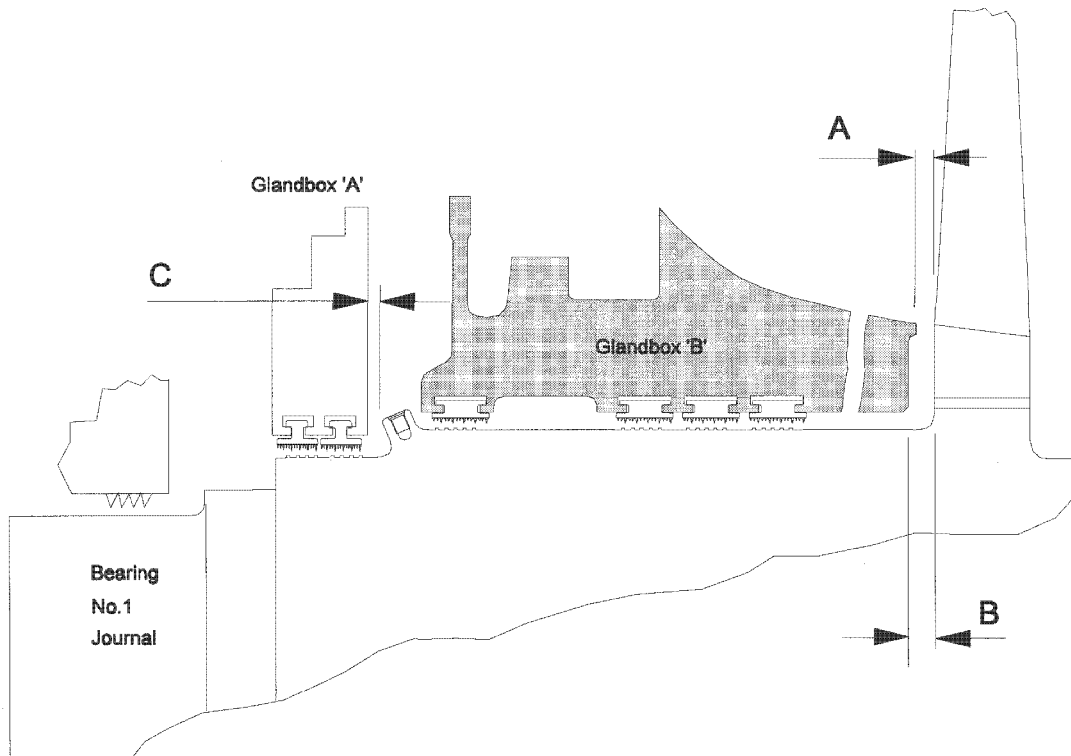 A
Glandbox 'A'
C
Glandbox 'B'
Bearing
No.1
Journal
B